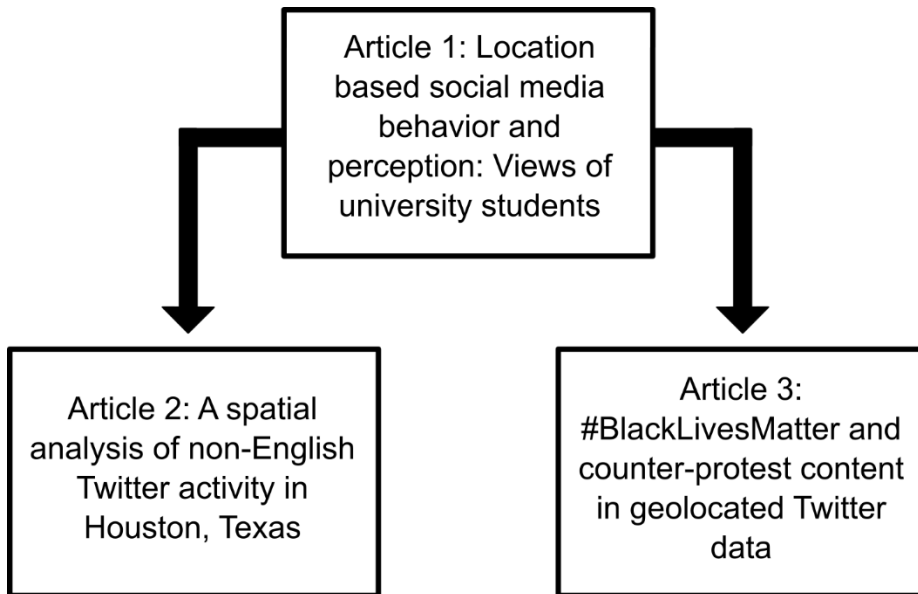 Article 1: Location
based social media
behavior and
perception: Views of
university students
Article 2: A spatial
analysis of non-English
Twitter activity in
Houston, Texas
Article 3:
#BlackLivesMatter and
counter-protest content
in geolocated Twitter
data